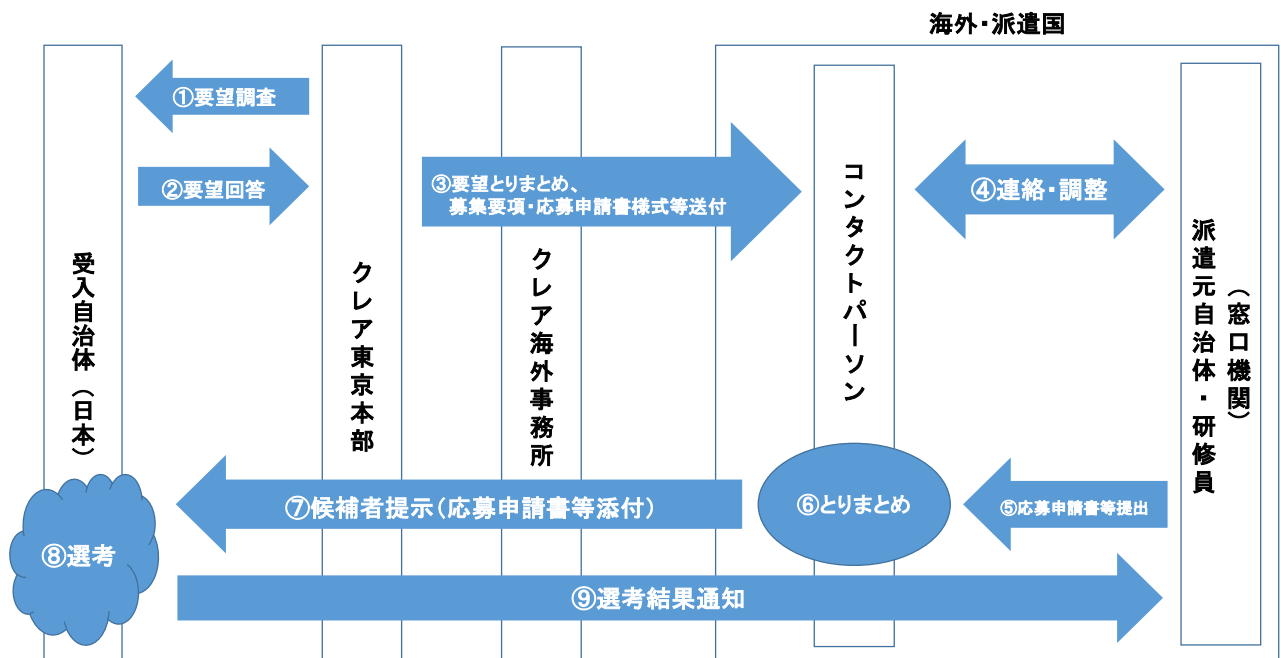 海外・派遣国
①要望調査
②要望回答
③要望とりまとめ、
募集要項・応募申請書様式等送付
④連絡・調整
受入自治体（日本）
クレア東京本部
クレア海外事務所
コンタクトパーソン
（窓口機関）
派遣元自治体・研修員
⑤応募申請書等提出
⑥とりまとめ
⑦候補者提示（応募申請書等添付）
⑧選考
⑨選考結果通知